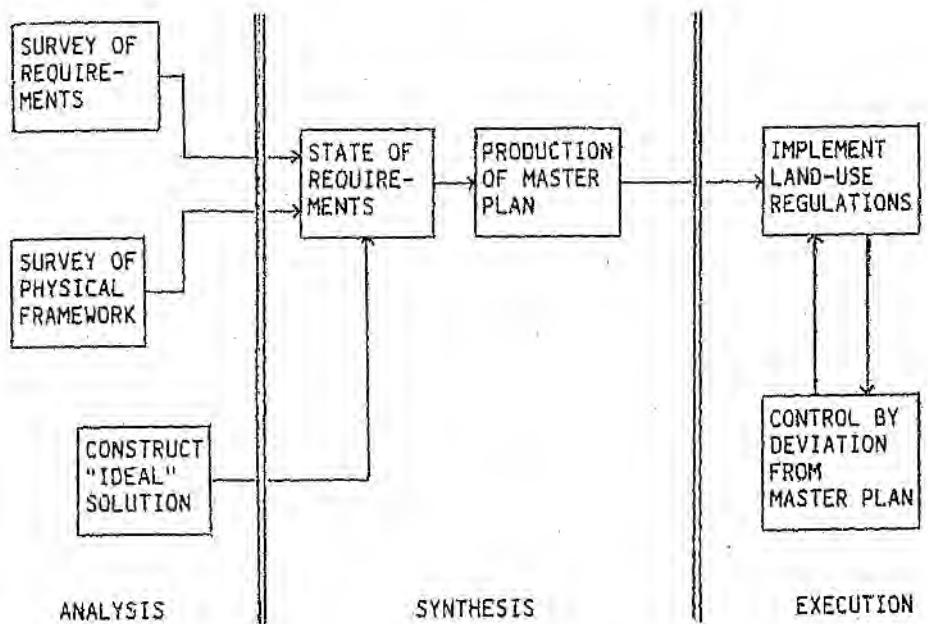 SURVEY OF
REQUIRE-
MENTS
SURVEY OF
PHYSICAL
FRAMEWORK
CONSTRUCT
"IDEAL"
SOLUTION
STATE OF
REQUIRE-
MENTS
PRODUCTION
OF MASTER
PLAN
IMPLEMENT
LAND-USE
REGULATIONS
CONTROL BY
DEVIATION
FROM
MASTER PLAN
ANALYSIS
SYNTHESIS
EXECUTION